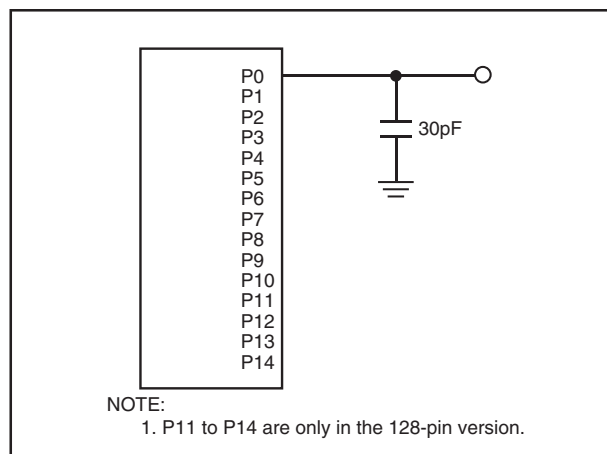 P0
P1
P2
P3
30pF
P4
P5
P6
P7
P8
P9
P10
P11
P12
P13
P14
NOTE:
1. P11 to P14 are only in the 128-pin version.